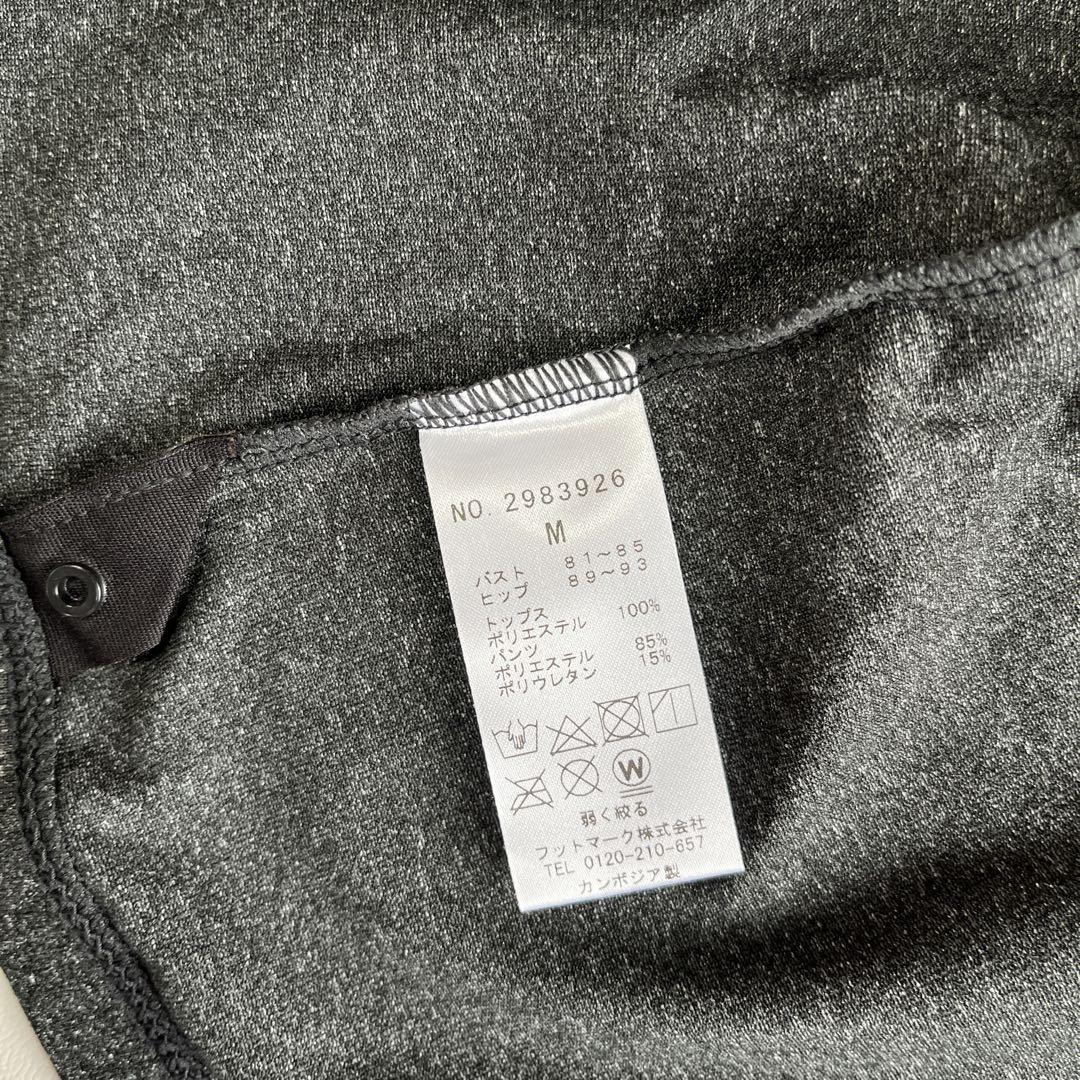 NO. 2983926
M
バスト 81～85
ヒップ 89～93
トップス
ポリエステル 100%
パンツ
ポリエステル 85%
ポリウレタン 15%
W
弱く絞る
フットマーク株式会社
TEL 0120-210-657
カンボジア製